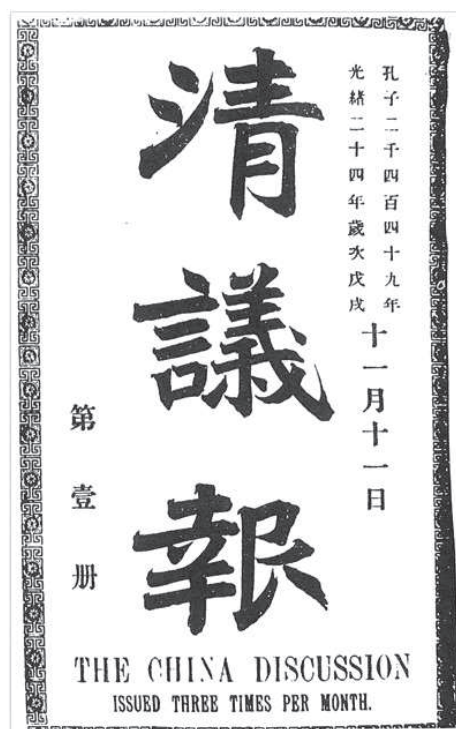 孔子二千四百四十九年
光緒二十四年歲次戊戌
十一月十一日
清議報
第壹册
THE CHINA DISCUSSION
ISSUED THREE TIMES PER MONTH.